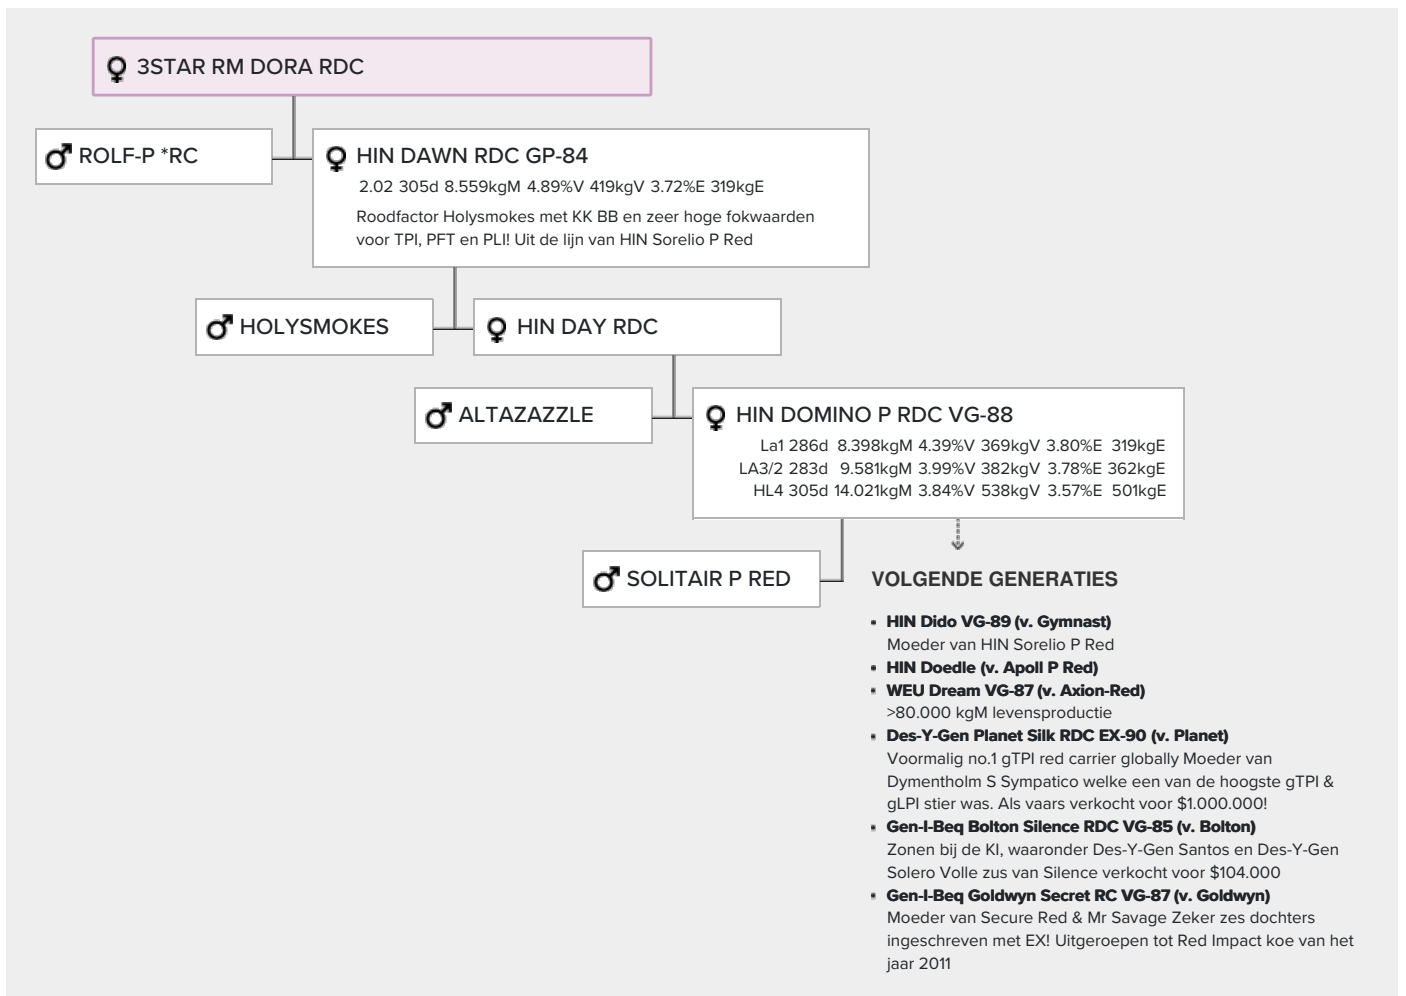 3STAR RM DORA RDC
ROLF-P *RC
HIN DAWN RDC GP-84
2.02 305d 8.559kgM 4.89%V 419kgV 3.72%E 319kgE
Roodfactor Holysmokes met KK BB en zeer hoge fokwaarden
voor TPI, PFT en PLI! Uit de lijn van HIN Sorelio P Red
HOLYSMOKES
HIN DAY RDC
ALTAZAZZLE
HIN DOMINO P RDC VG-88
La1 286d 8.398kgM 4.39%V 369kgV 3.80%E 319kgE
LA3/2 283d 9.581kgM 3.99%V 382kgV 3.78%E 362kgE
HL4 305d 14.021kgM 3.84%V 538kgV 3.57%E 501kgE
SOLITAIR P RED
VOLGENDE GENERATIES
▪ HIN Dido VG-89 (v. Gymnast)
Moeder van HIN Sorelio P Red
▪ HIN Doedle (v. Apoll P Red)
▪ WEU Dream VG-87 (v. Axion-Red)
>80.000 kgM levensproductie
▪ Des-Y-Gen Planet Silk RDC EX-90 (v. Planet)
Voormalig no.1 gTPI red carrier globally Moeder van
Dymentholm S Sympatico welke een van de hoogste gTPI &
gLPI stier was. Als vaars verkocht voor $1.000.000!
▪ Gen-I-Beq Bolton Silence RDC VG-85 (v. Bolton)
Zonen bij de KI, waaronder Des-Y-Gen Santos en Des-Y-Gen
Solero Volle zus van Silence verkocht voor $104.000
▪ Gen-I-Beq Goldwyn Secret RC VG-87 (v. Goldwyn)
Moeder van Secure Red & Mr Savage Zeker zes dochters
ingeschreven met EX! Uitgeroepen tot Red Impact koe van het
jaar 2011